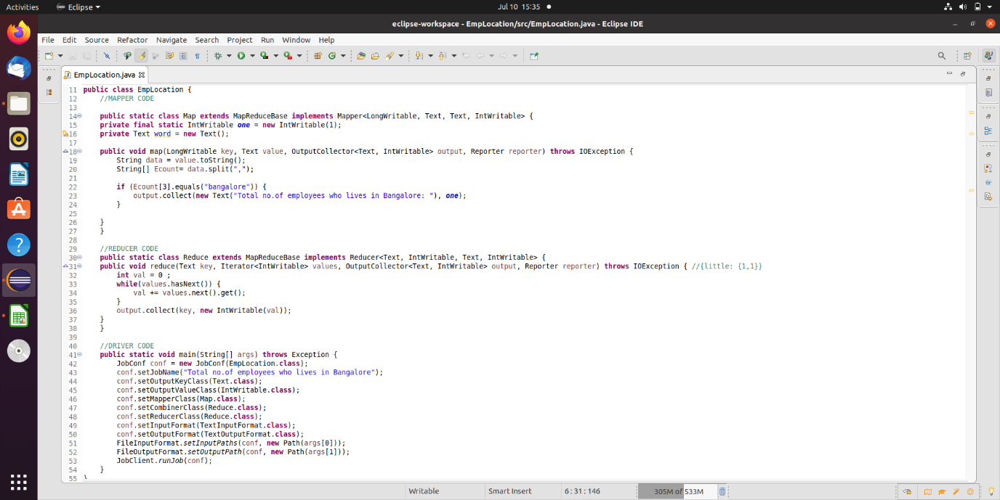 Activities Eclipse Jul 10 15:35
eclipse-workspace - EmpLocation/src/EmpLocation.java - Eclipse IDE
File Edit Source Refactor Navigate Search Project Run Window Help
EmpLocation.java
11 public class EmpLocation {
12 //MAPPER CODE
13
14 public static class Map extends MapReduceBase implements Mapper<LongWritable, Text, Text, IntWritable> {
15 private final static IntWritable one = new IntWritable(1);
16 private Text word = new Text();
17
18 public void map(LongWritable key, Text value, OutputCollector<Text, IntWritable> output, Reporter reporter) throws IOException {
19 String data = value.toString();
20 String[] Ecount= data.split(",");
21
22 if (Ecount[3].equals("bangalore")) {
23 output.collect(new Text("Total no.of employees who lives in Bangalore: "), one);
24 }
25
26 }
27 }
28
29 //REDUCER CODE
30 public static class Reduce extends MapReduceBase implements Reducer<Text, IntWritable, Text, IntWritable> {
31 public void reduce(Text key, Iterator<IntWritable> values, OutputCollector<Text, IntWritable> output, Reporter reporter) throws IOException { //{little: {1,1}}
32 int val = 0 ;
33 while(values.hasNext()) {
34 val += values.next().get();
35 }
36 output.collect(key, new IntWritable(val));
37 }
38 }
39
40 //DRIVER CODE
41 public static void main(String[] args) throws Exception {
42 JobConf conf = new JobConf(EmpLocation.class);
43 conf.setJobName("Total no.of employees who lives in Bangalore");
44 conf.setOutputKeyClass(Text.class);
45 conf.setOutputValueClass(IntWritable.class);
46 conf.setMapperClass(Map.class);
47 conf.setCombinerClass(Reduce.class);
48 conf.setReducerClass(Reduce.class);
49 conf.setInputFormat(TextInputFormat.class);
50 conf.setOutputFormat(TextOutputFormat.class);
51 FileInputFormat.setInputPaths(conf, new Path(args[0]));
52 FileOutputFormat.setOutputPath(conf, new Path(args[1]));
53 JobClient.runJob(conf);
54 }
55 }
Writable Smart Insert 6 : 31 : 146 305M of 533M